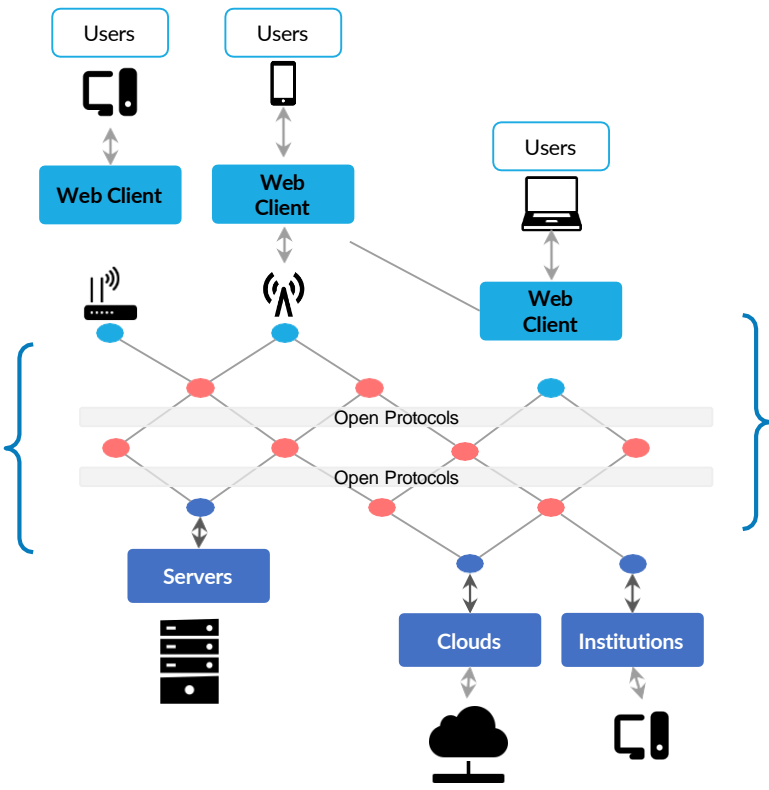 Users
Users
Users
Web Client
Web
Client
Web
Client
Open Protocols
Open Protocols
Servers
Clouds
Institutions